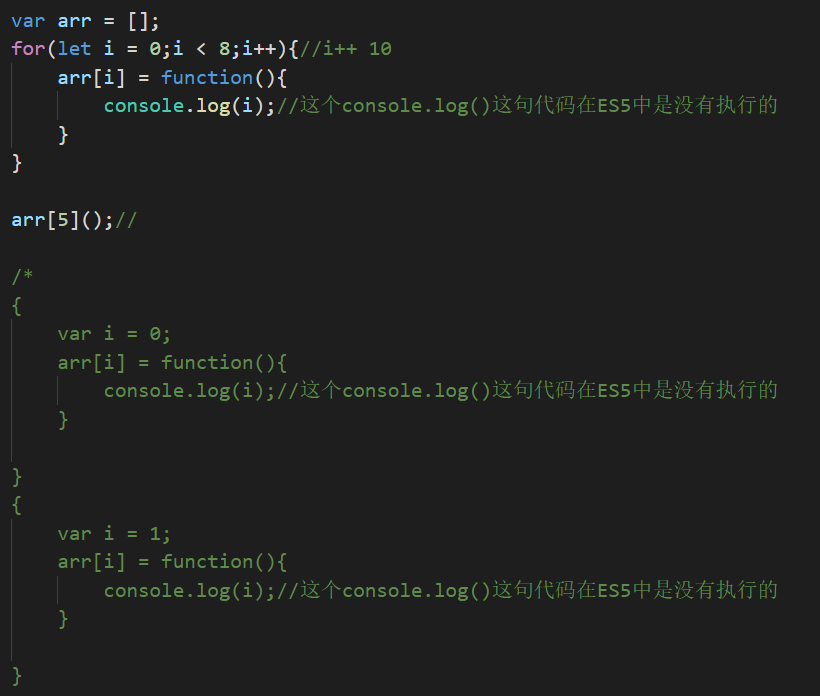 var arr = [];
for(let i = 0;i < 8;i++){//i++ 10
    arr[i] = function(){
        console.log(i);//这个console.log()这句代码在ES5中是没有执行的
    }
}
arr[5]();//
/*
{
    var i = 0;
    arr[i] = function(){
        console.log(i);//这个console.log()这句代码在ES5中是没有执行的
    }
}
{
    var i = 1;
    arr[i] = function(){
        console.log(i);//这个console.log()这句代码在ES5中是没有执行的
    }
}